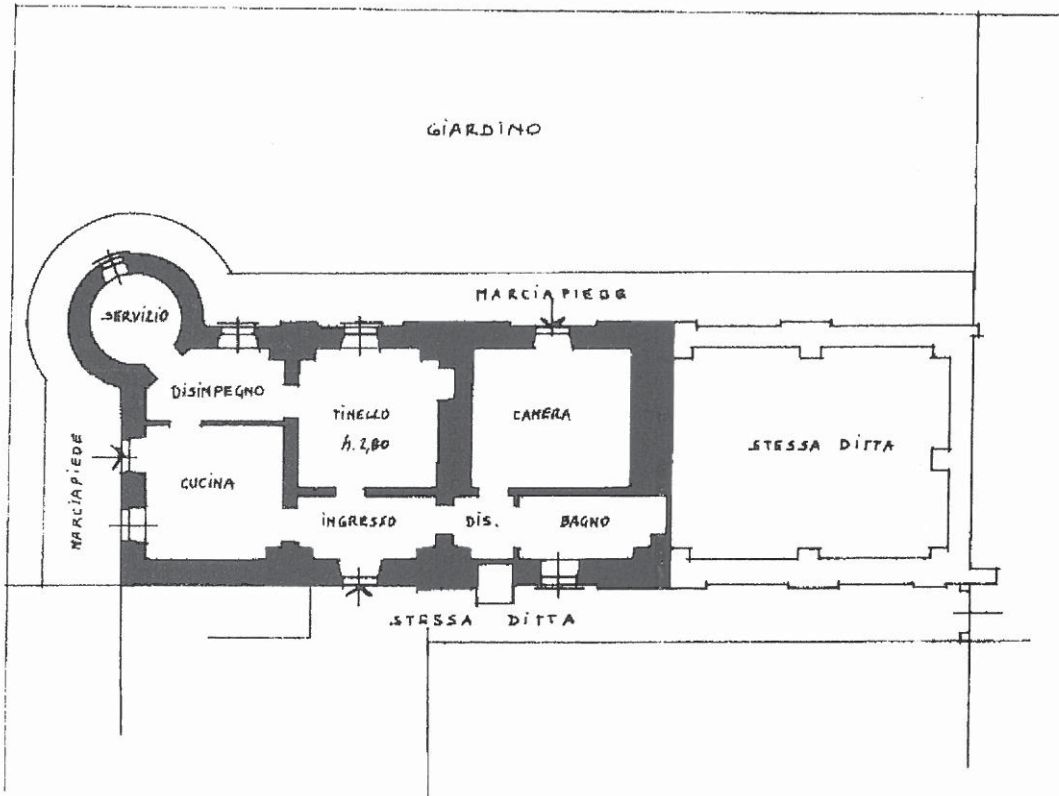 GIARDINO
MARCIAPIEDE
SERVIZIO
DISIMPEGNO
TINELLO
h. 2,80
CAMERA
STESSA DITTA
MARCIAPIEDE
CUCINA
INGRESSO
DIS.
BAGNO
STESSA DITTA